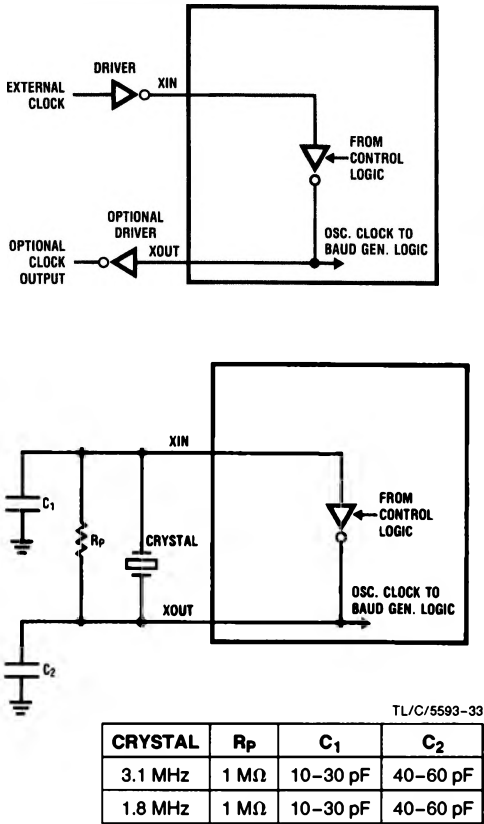 DRIVER
EXTERNAL
CLOCK
XIN
FROM
CONTROL
LOGIC
OPTIONAL
DRIVER
OPTIONAL
CLOCK
OUTPUT
XOUT
OSC. CLOCK TO
BAUD GEN. LOGIC
XIN
C1
RP
CRYSTAL
FROM
CONTROL
LOGIC
XOUT
OSC. CLOCK TO
BAUD GEN. LOGIC
C2
TL/C/5593-33
CRYSTAL RP C1 C2
3.1 MHz 1 MΩ 10–30 pF 40–60 pF
1.8 MHz 1 MΩ 10–30 pF 40–60 pF